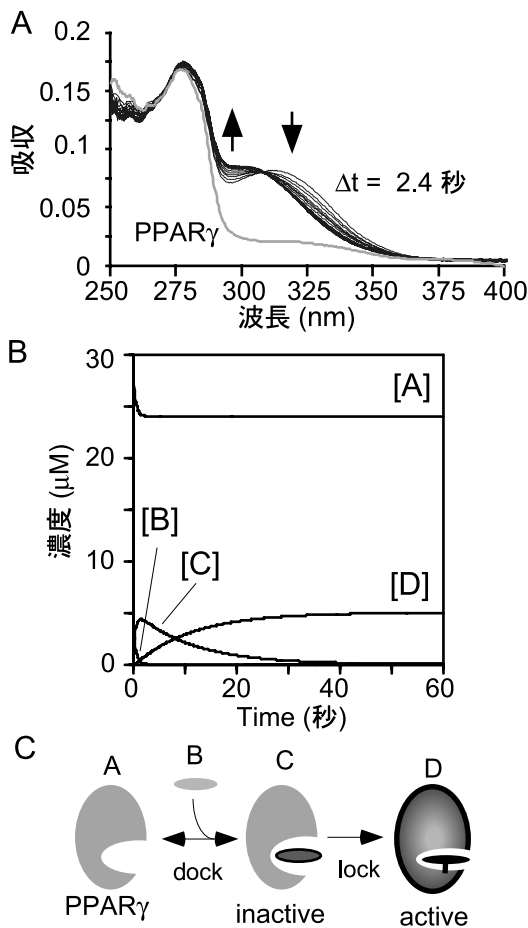 A
0.2
0.15
0.1
0.05
0
吸収
PPARγ
Δt = 2.4 秒
250 275 300 325 350 375 400
波長 (nm)
B
30
20
10
0
濃度 (μM)
[A]
[B]
[C]
[D]
0 20 40 60
Time (秒)
C
A B C D
dock lock
PPARγ inactive active